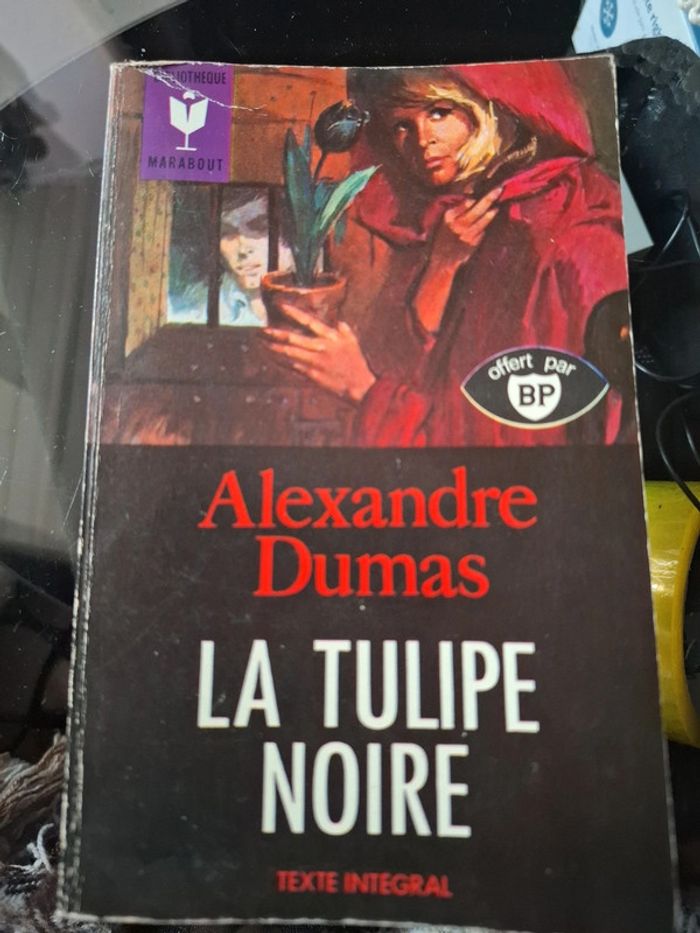 BIBLIOTHEQUE
MARABOUT
offert par
BP
Alexandre
Dumas
LA TULIPE
NOIRE
TEXTE INTEGRAL